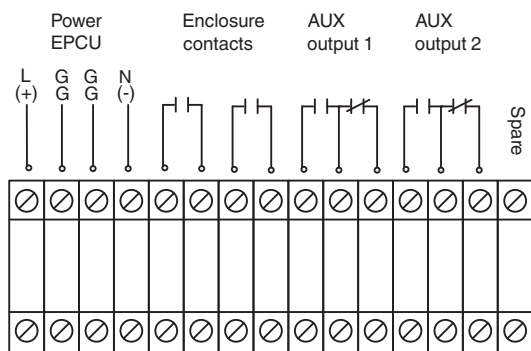 Power
EPCU
Enclosure
contacts
AUX
output 1
AUX
output 2
L
(+)
G
G
G
G
N
(-)
Spare